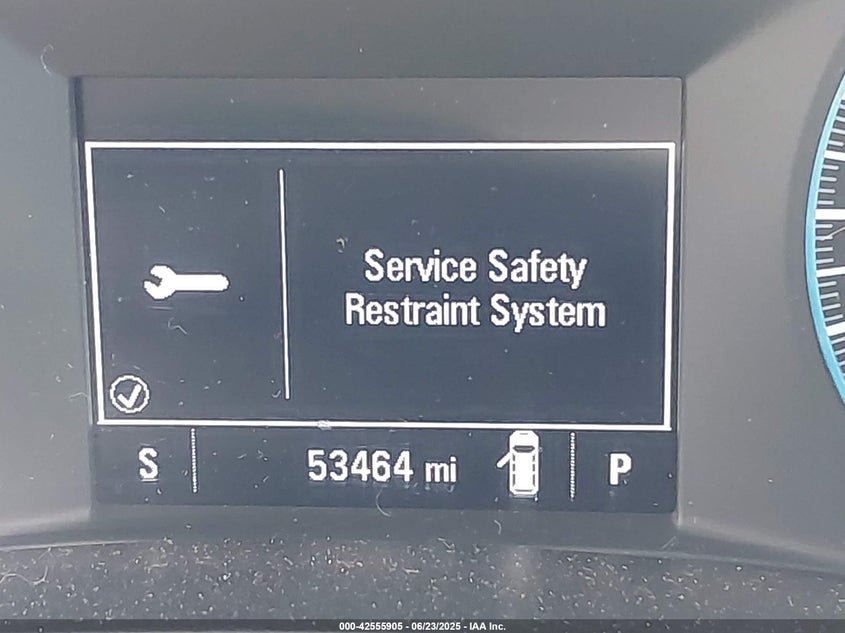 Service Safety
Restraint System
S 53464 mi P
000-42555905 - 06/23/2025 - IAA Inc.